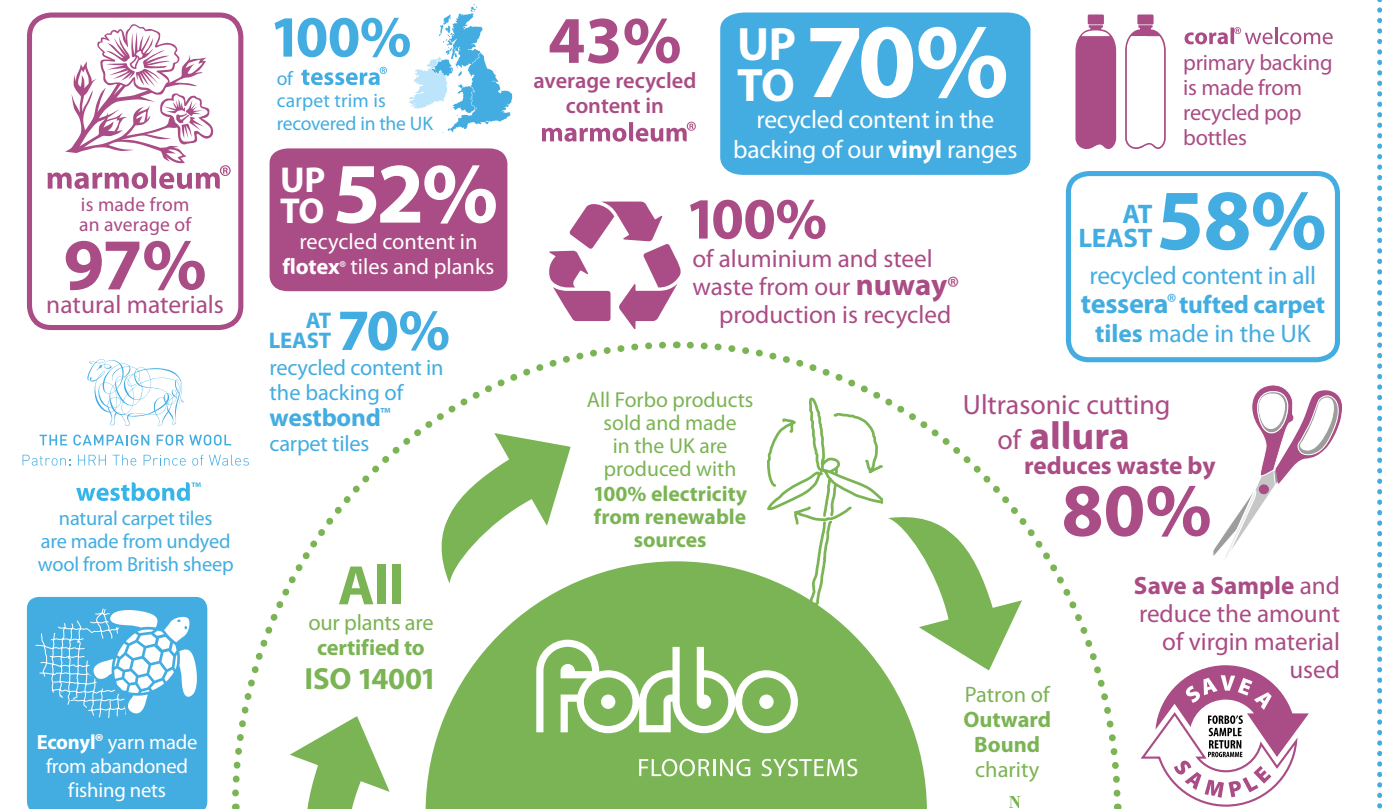 marmoleum®
is made from
an average of
97%
natural materials
100%
of tessera®
carpet trim is
recovered in the UK
43%
average recycled
content in
marmoleum®
UP TO 70%
recycled content in the
backing of our vinyl ranges
coral® welcome
primary backing
is made from
recycled pop
bottles
UP TO 52%
recycled content in
flotex® tiles and planks
100%
of aluminium and steel
waste from our nuway®
production is recycled
AT LEAST 58%
recycled content in all
tessera® tufted carpet
tiles made in the UK
AT LEAST 70%
recycled content in
the backing of
westbond™
carpet tiles
THE CAMPAIGN FOR WOOL
Patron: HRH The Prince of Wales
westbond™
natural carpet tiles
are made from undyed
wool from British sheep
All Forbo products
sold and made
in the UK are
produced with
100% electricity
from renewable
sources
Ultrasonic cutting
of allura
reduces waste by
80%
All
our plants are
certified to
ISO 14001
Save a Sample and
reduce the amount
of virgin material
used
SAVE A
FORBO'S
SAMPLE
RETURN
PROGRAMME
SAMPLE
Econyl® yarn made
from abandoned
fishing nets
forbo
FLOORING SYSTEMS
Patron of
Outward
Bound
charity
N